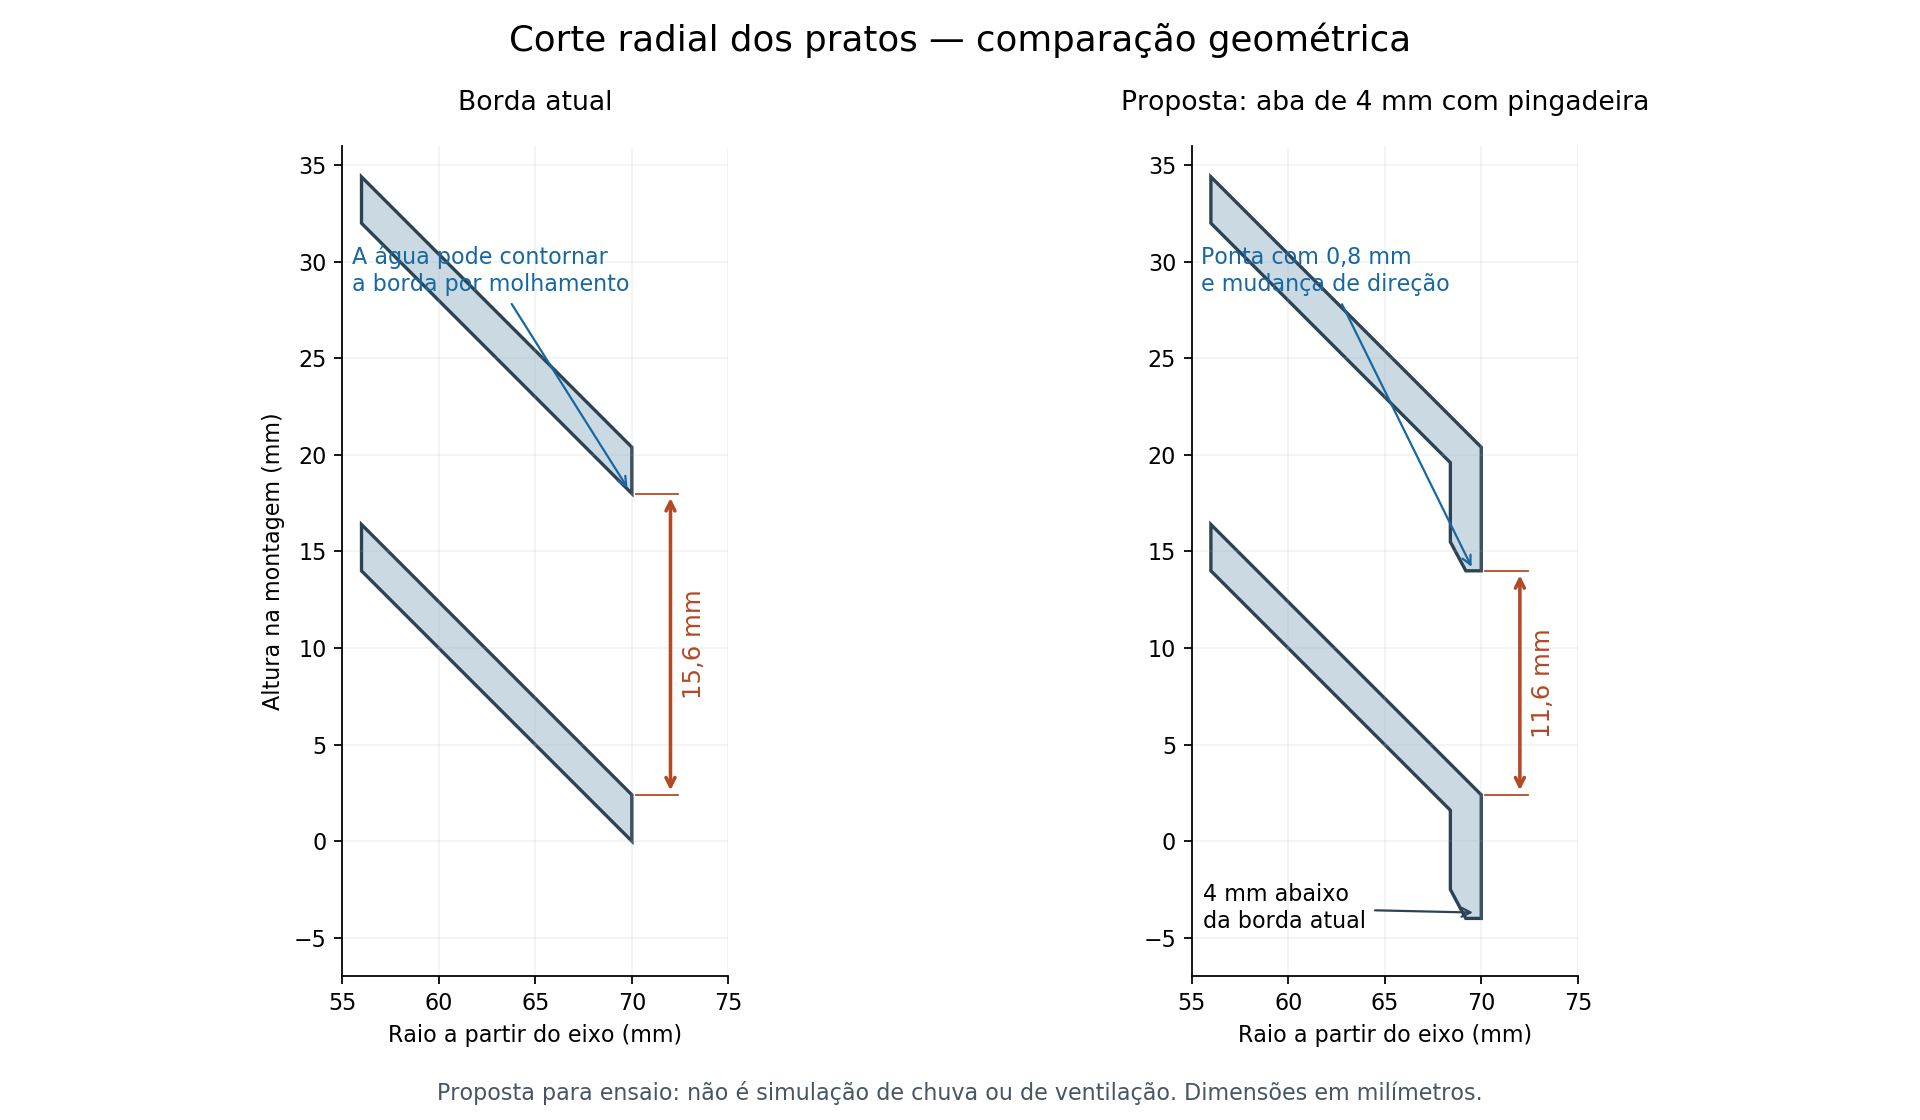 Corte radial dos pratos — comparação geométrica
Borda atual
35
30
25
20
15
10
5
0
−5
Altura na montagem (mm)
A água pode contornar
a borda por molhamento
15,6 mm
55 60 65 70 75
Raio a partir do eixo (mm)
Proposta: aba de 4 mm com pingadeira
35
30
25
20
15
10
5
0
−5
Ponta com 0,8 mm
e mudança de direção
11,6 mm
4 mm abaixo
da borda atual
55 60 65 70 75
Raio a partir do eixo (mm)
Proposta para ensaio: não é simulação de chuva ou de ventilação. Dimensões em milímetros.